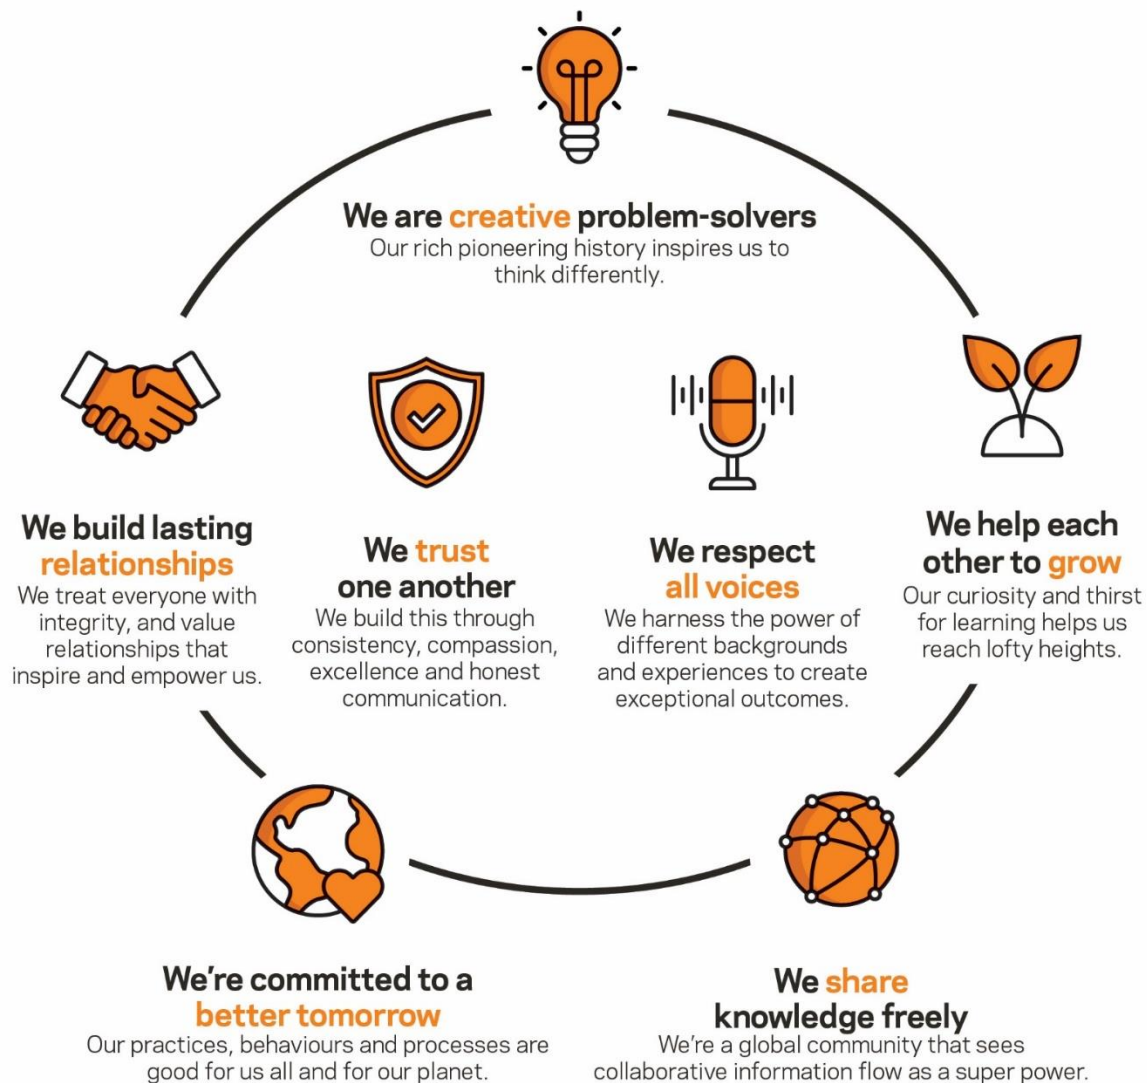 We are creative problem-solvers
Our rich pioneering history inspires us to
think differently.
We build lasting
relationships
We treat everyone with
integrity, and value
relationships that
inspire and empower us.
We trust
one another
We build this through
consistency, compassion,
excellence and honest
communication.
We respect
all voices
We harness the power of
different backgrounds
and experiences to create
exceptional outcomes.
We help each
other to grow
Our curiosity and thirst
for learning helps us
reach lofty heights.
We're committed to a
better tomorrow
Our practices, behaviours and processes are
good for us all and for our planet.
We share
knowledge freely
We're a global community that sees
collaborative information flow as a super power.